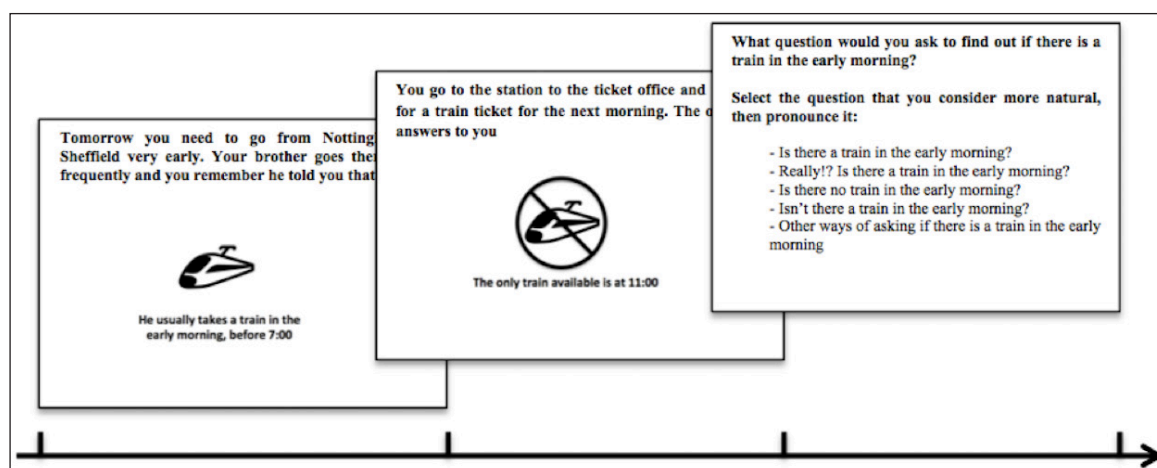 Tomorrow you need to go from Notting
Sheffield very early. Your brother goes
frequently and you remember he told you that
He usually takes a train in the
early morning, before 7:00
You go to the station to the ticket office and
for a train ticket for the next morning. The
answers to you
The only train available is at 11:00
What question would you ask to find out if there is a
train in the early morning?
Select the question that you consider more natural,
then pronounce it:
- Is there a train in the early morning?
- Really!? Is there a train in the early morning?
- Is there no train in the early morning?
- Isn't there a train in the early morning?
- Other ways of asking if there is a train in the early
morning